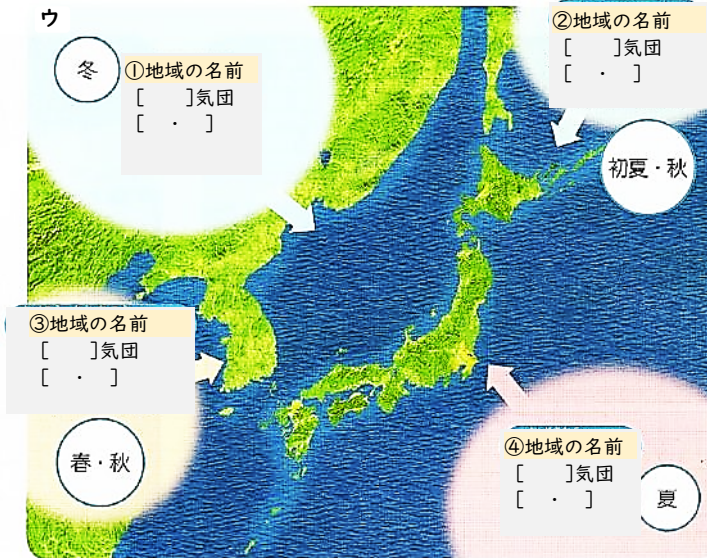 ウ
冬
①地域の名前
[　　]気団
[　・　]
②地域の名前
[　　]気団
[　・　]
初夏・秋
③地域の名前
[　　]気団
[　・　]
春・秋
④地域の名前
[　　]気団
[　・　]
夏